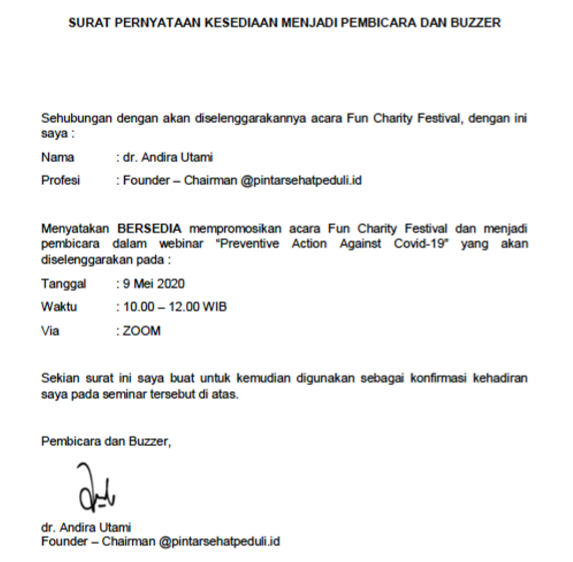 SURAT PERNYATAAN KESEDIAAN MENJADI PEMBICARA DAN BUZZER
Sehubungan dengan akan diselenggarakannya acara Fun Charity Festival, dengan ini
saya :
Nama : dr. Andira Utami
Profesi : Founder – Chairman @pintarsehatpeduli.id
Menyatakan BERSEDIA mempromosikan acara Fun Charity Festival dan menjadi
pembicara dalam webinar “Preventive Action Against Covid-19” yang akan
diselenggarakan pada :
Tanggal : 9 Mei 2020
Waktu : 10.00 – 12.00 WIB
Via : ZOOM
Sekian surat ini saya buat untuk kemudian digunakan sebagai konfirmasi kehadiran
saya pada seminar tersebut di atas.
Pembicara dan Buzzer,
dr. Andira Utami
Founder – Chairman @pintarsehatpeduli.id